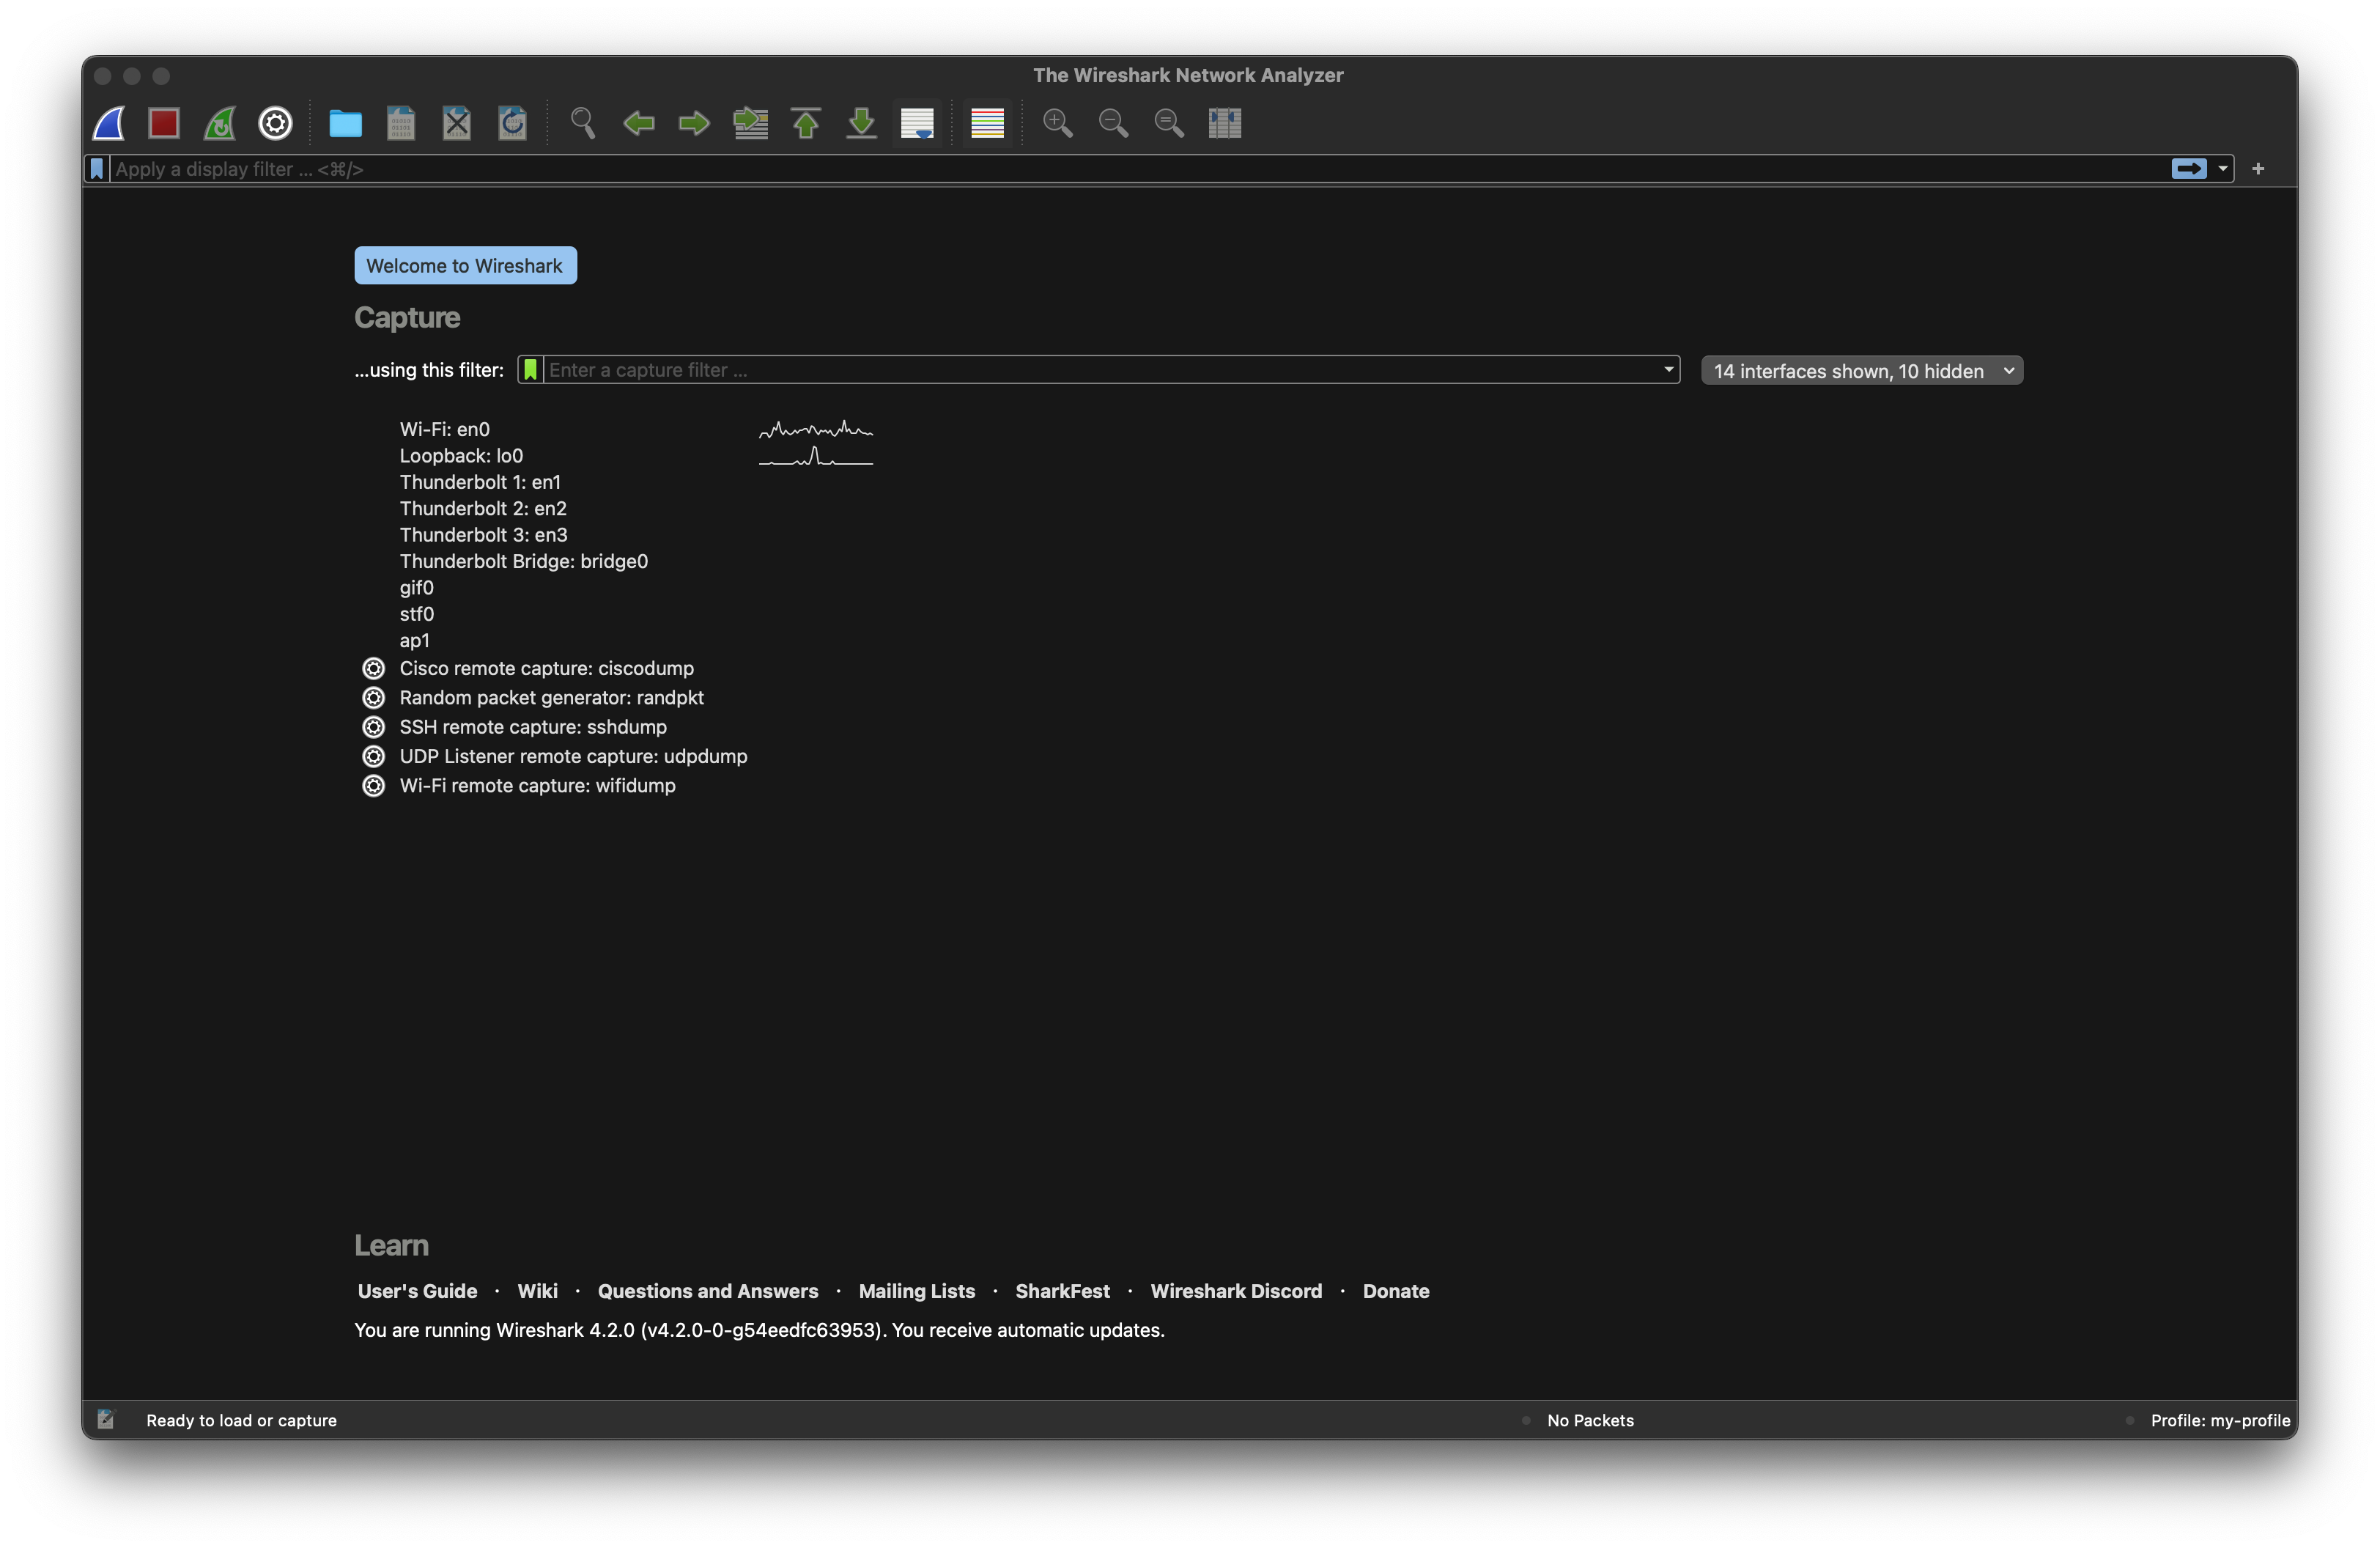 The Wireshark Network Analyzer
Apply a display filter ... <⌘/>
+
Welcome to Wireshark
Capture
...using this filter: Enter a capture filter ... 14 interfaces shown, 10 hidden
Wi-Fi: en0
Loopback: lo0
Thunderbolt 1: en1
Thunderbolt 2: en2
Thunderbolt 3: en3
Thunderbolt Bridge: bridge0
gif0
stf0
ap1
Cisco remote capture: ciscodump
Random packet generator: randpkt
SSH remote capture: sshdump
UDP Listener remote capture: udpdump
Wi-Fi remote capture: wifidump
Learn
User's Guide · Wiki · Questions and Answers · Mailing Lists · SharkFest · Wireshark Discord · Donate
You are running Wireshark 4.2.0 (v4.2.0-0-g54eedfc63953). You receive automatic updates.
Ready to load or capture No Packets Profile: my-profile